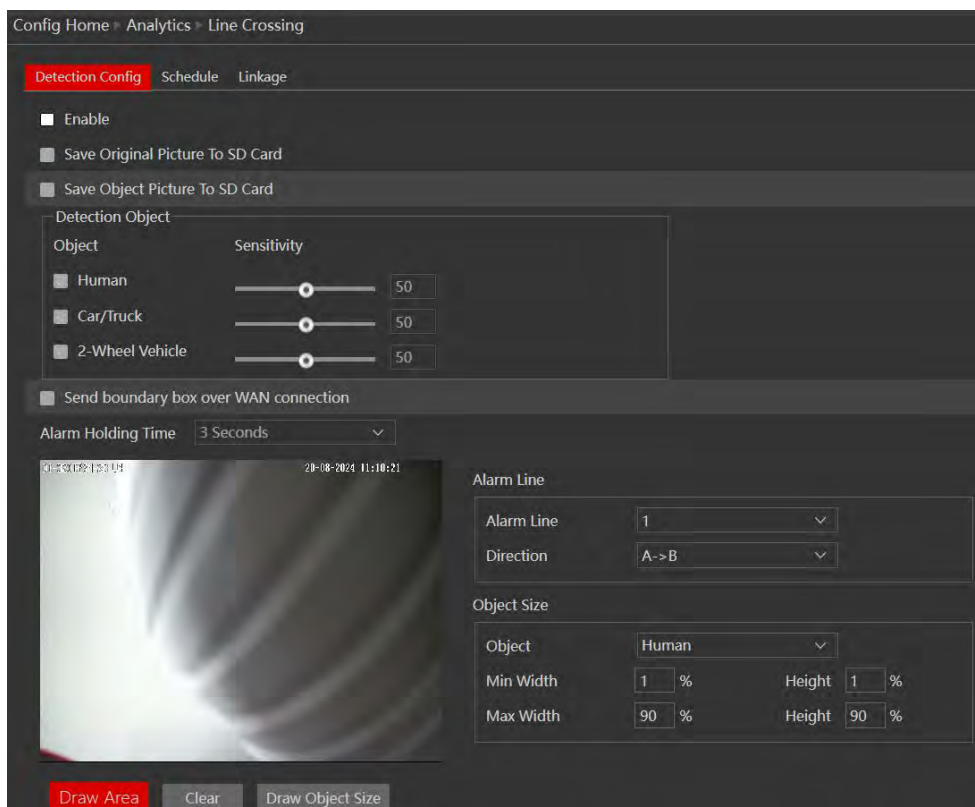 Config Home ▸ Analytics ▸ Line Crossing
Detection Config Schedule Linkage
Enable
Save Original Picture To SD Card
Save Object Picture To SD Card
Detection Object
Object Sensitivity
Human 50
Car/Truck 50
2-Wheel Vehicle 50
Send boundary box over WAN connection
Alarm Holding Time 3 Seconds
20-08-2024 11:10:21
Alarm Line
Alarm Line 1
Direction A->B
Object Size
Object Human
Min Width 1 % Height 1 %
Max Width 90 % Height 90 %
Draw Area Clear Draw Object Size